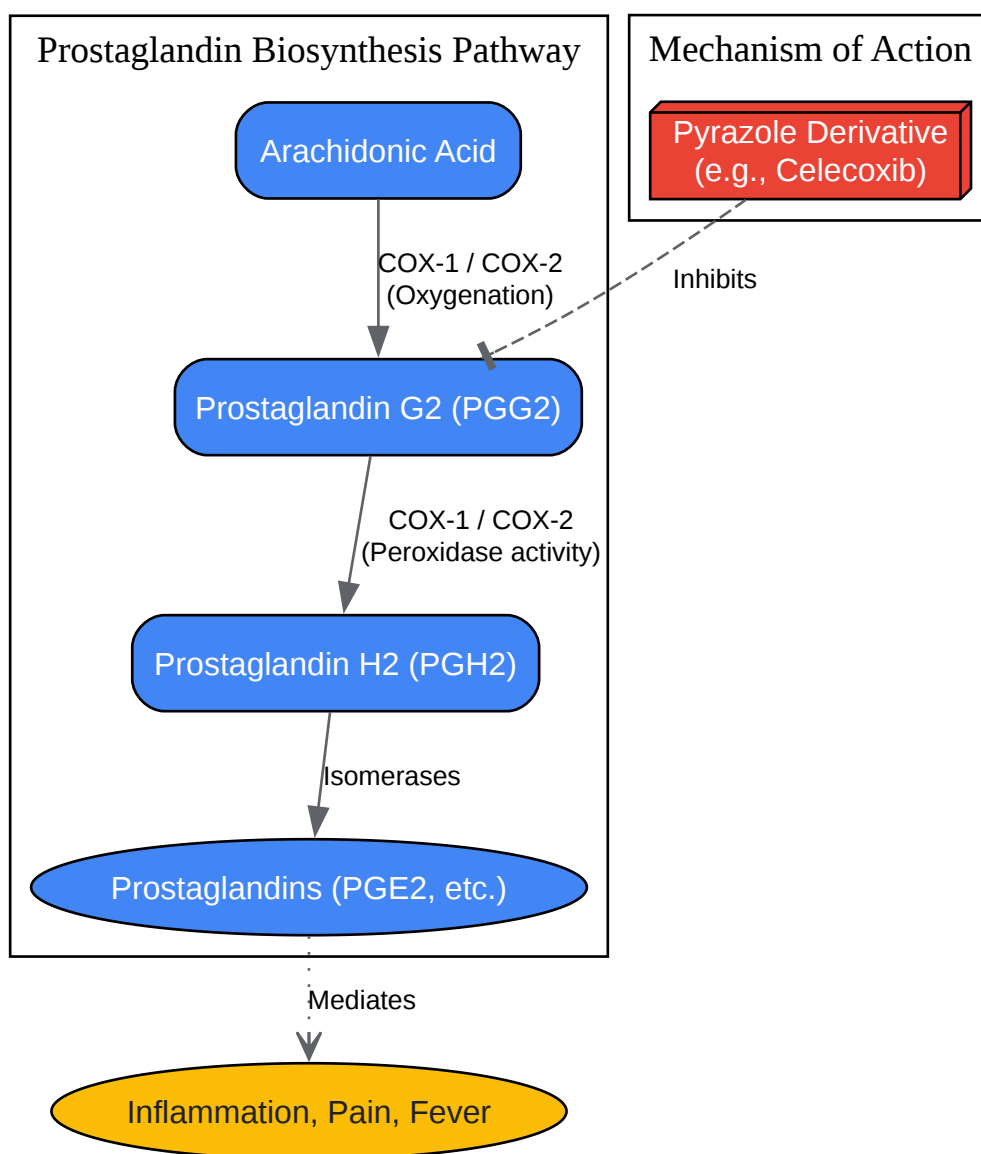 Prostaglandin Biosynthesis Pathway
Mechanism of Action
Arachidonic Acid
Pyrazole Derivative
(e.g., Celecoxib)
COX-1 / COX-2
(Oxygenation)
Inhibits
Prostaglandin G2 (PGG2)
COX-1 / COX-2
(Peroxidase activity)
Prostaglandin H2 (PGH2)
Isomerases
Prostaglandins (PGE2, etc.)
Mediates
Inflammation, Pain, Fever